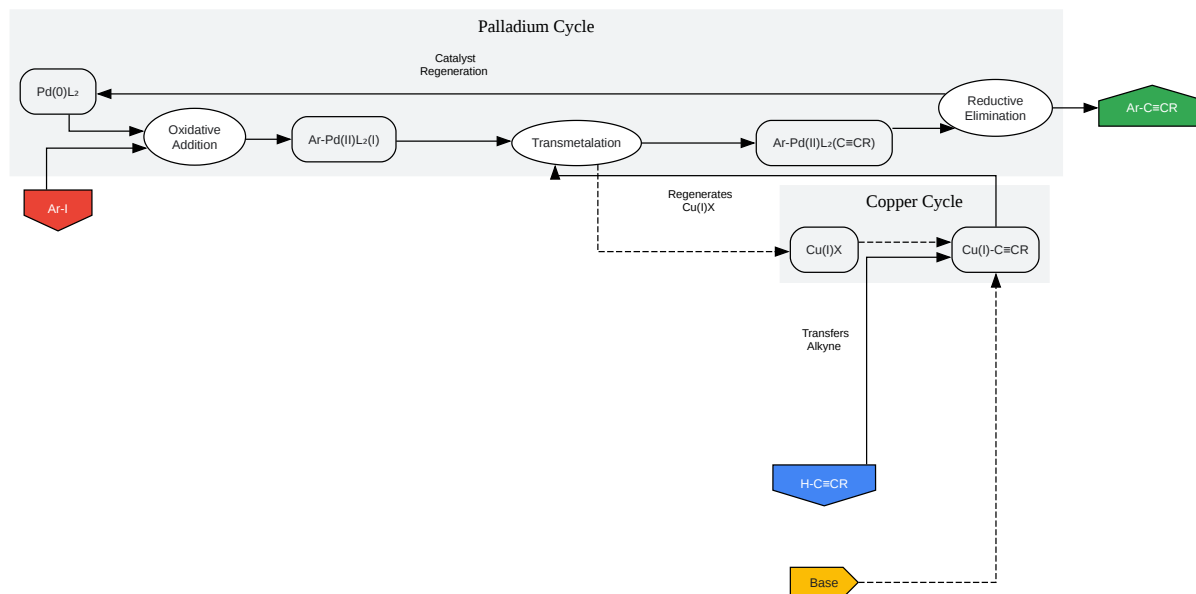 Palladium Cycle
Catalyst
Regeneration
Pd(0)L₂
Oxidative
Addition
Ar-Pd(II)L₂(I)
Transmetalation
Ar-Pd(II)L₂(C≡CR)
Reductive
Elimination
Ar-C≡CR
Ar-I
Regenerates
Cu(I)X
Copper Cycle
Cu(I)X
Cu(I)-C≡CR
Transfers
Alkyne
H-C≡CR
Base